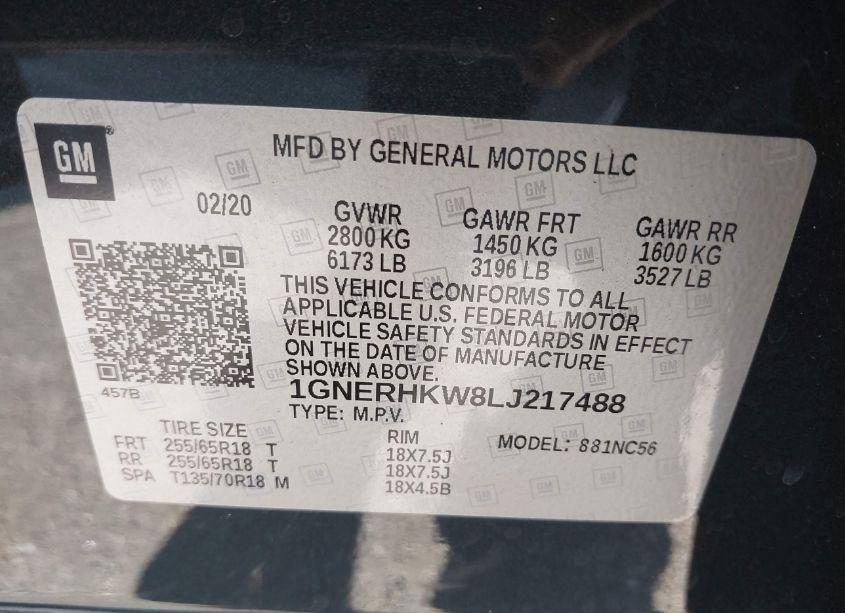 GM
MFD BY GENERAL MOTORS LLC
02/20
GVWR
2800 KG
6173 LB
GAWR FRT
1450 KG
3196 LB
GAWR RR
1600 KG
3527 LB
THIS VEHICLE CONFORMS TO ALL
APPLICABLE U.S. FEDERAL MOTOR
VEHICLE SAFETY STANDARDS IN EFFECT
ON THE DATE OF MANUFACTURE
SHOWN ABOVE.
457B
1GNERHKW8LJ217488
TYPE: M.P.V.
MODEL: 881NC56
TIRE SIZE
RIM
FRT 255/65R18 T 18X7.5J
RR 255/65R18 T 18X7.5J
SPA T135/70R18 M 18X4.5B